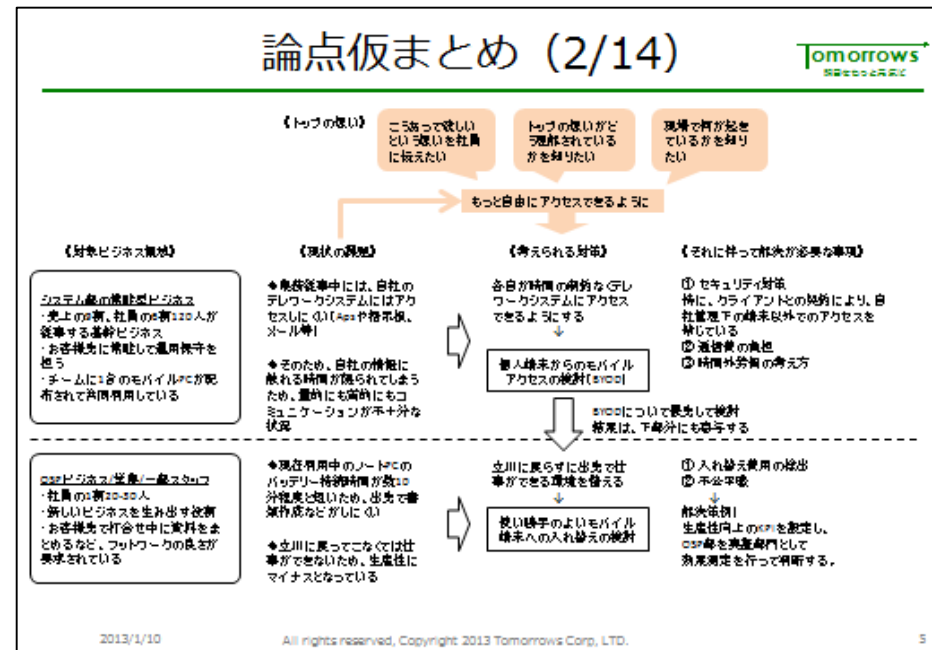 論点仮まとめ（2/14）
Tomorrows
明日をもっと元気に
《トップの想い》
こうあって欲しい
という想いを社員
に伝えたい
トップの想いがど
う理解されている
かを知りたい
現場で何が起き
ているかを知り
たい
もっと自由にアクセスできるように
《対象ビジネス領域》
《現状の課題》
《考えられる対策》
《それに伴って解決が必要な事項》
システム部の常駐型ビジネス
・売上の8割、社員の8割120人が
従事する基幹ビジネス
・お客様先に常駐して運用保守を
担う
・チームに1台のモバイルPCが配
布されて共同利用している
◆業務従事中には、自社の
テレワークシステムにはアク
セスしにくい（Apsや掲示板、
メール等）
◆そのため、自社の情報に
触れる時間が限られてしまう
ため、量的にも質的にもコ
ミュニケーションが不十分な
状況
各自が時間の制約なくテレ
ワークシステムにアクセス
できるようにする
↓
個人端末からのモバイル
アクセスの検討（BYOD）
① セキュリティ対策
特に、クライアントとの契約により、自
社管理下の端末以外でのアクセスを
禁じている
② 通信費の負担
③ 時間外労働の考え方
BYODについて優先して検討
結果は、下部分にも寄与する
OSPビジネス/営業/一般スタッフ
・社員の1割20-30人
・新しいビジネスを生み出す役割
・お客様先で打合せ中に資料をま
とめるなど、フットワークの良さが
要求されている
◆現在利用中のノートPCの
バッテリー持続時間が数10
分程度と短いため、出先で書
類作成などがしにくい
◆立川に戻ってこなくては仕
事ができないため、生産性に
マイナスとなっている
立川に戻らずに出先で仕
事ができる環境を整える
↓
使い勝手のよいモバイル
端末への入れ替えの検討
① 入れ替え費用の捻出
② 不公平感
↓
解決策例）
生産性向上のKPIを設定し、
OSP部を実証部門として
効果測定を行って判断する。
2013/1/10
All rights reserved, Copyright 2013 Tomorrows Corp, LTD.
5